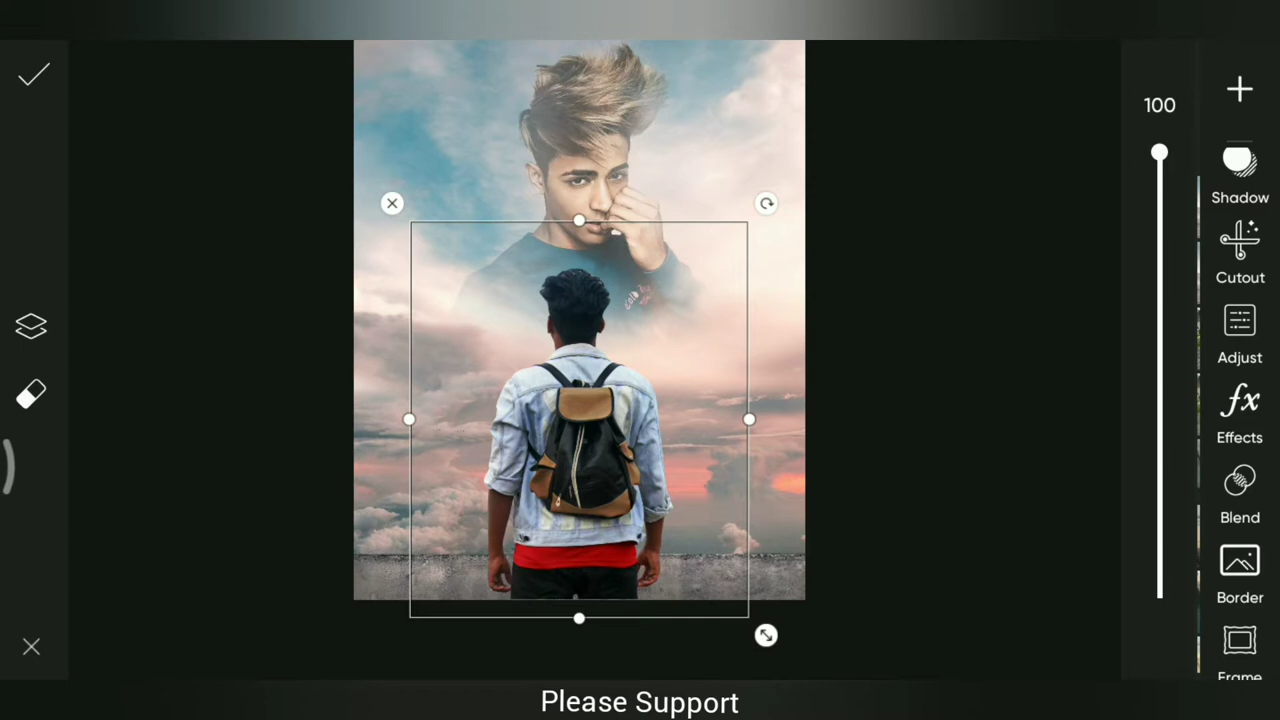 100
Shadow
Cutout
Adjust
fx
Effects
Blend
Border
Frame
Please Support